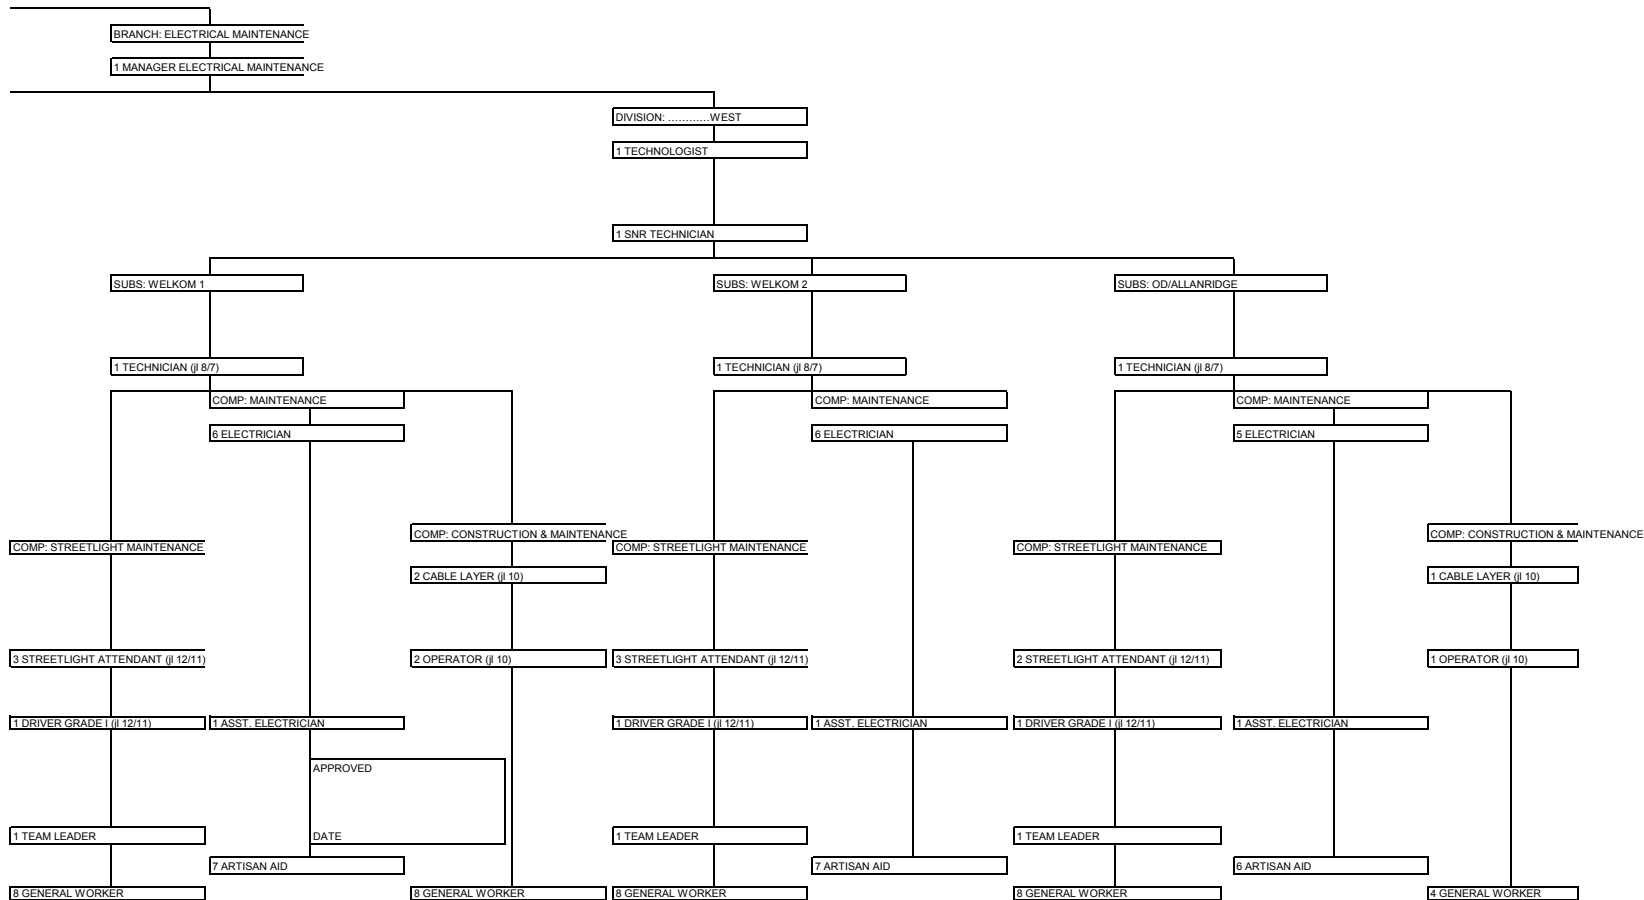 BRANCH: ELECTRICAL MAINTENANCE
1 MANAGER ELECTRICAL MAINTENANCE
DIVISION: ............WEST
1 TECHNOLOGIST
1 SNR TECHNICIAN
SUBS: WELKOM 1
SUBS: WELKOM 2
SUBS: OD/ALLANRIDGE
1 TECHNICIAN (jl 8/7)
1 TECHNICIAN (jl 8/7)
1 TECHNICIAN (jl 8/7)
COMP: MAINTENANCE
COMP: MAINTENANCE
COMP: MAINTENANCE
6 ELECTRICIAN
6 ELECTRICIAN
5 ELECTRICIAN
COMP: CONSTRUCTION & MAINTENANCE
COMP: CONSTRUCTION & MAINTENANCE
COMP: STREETLIGHT MAINTENANCE
COMP: STREETLIGHT MAINTENANCE
COMP: STREETLIGHT MAINTENANCE
2 CABLE LAYER (jl 10)
1 CABLE LAYER (jl 10)
3 STREETLIGHT ATTENDANT (jl 12/11)
2 OPERATOR (jl 10)
3 STREETLIGHT ATTENDANT (jl 12/11)
2 STREETLIGHT ATTENDANT (jl 12/11)
1 OPERATOR (jl 10)
1 DRIVER GRADE I (jl 12/11)
1 ASST. ELECTRICIAN
1 DRIVER GRADE I (jl 12/11)
1 ASST. ELECTRICIAN
1 DRIVER GRADE I (jl 12/11)
1 ASST. ELECTRICIAN
APPROVED
1 TEAM LEADER
DATE
1 TEAM LEADER
1 TEAM LEADER
7 ARTISAN AID
7 ARTISAN AID
6 ARTISAN AID
8 GENERAL WORKER
8 GENERAL WORKER
8 GENERAL WORKER
8 GENERAL WORKER
4 GENERAL WORKER